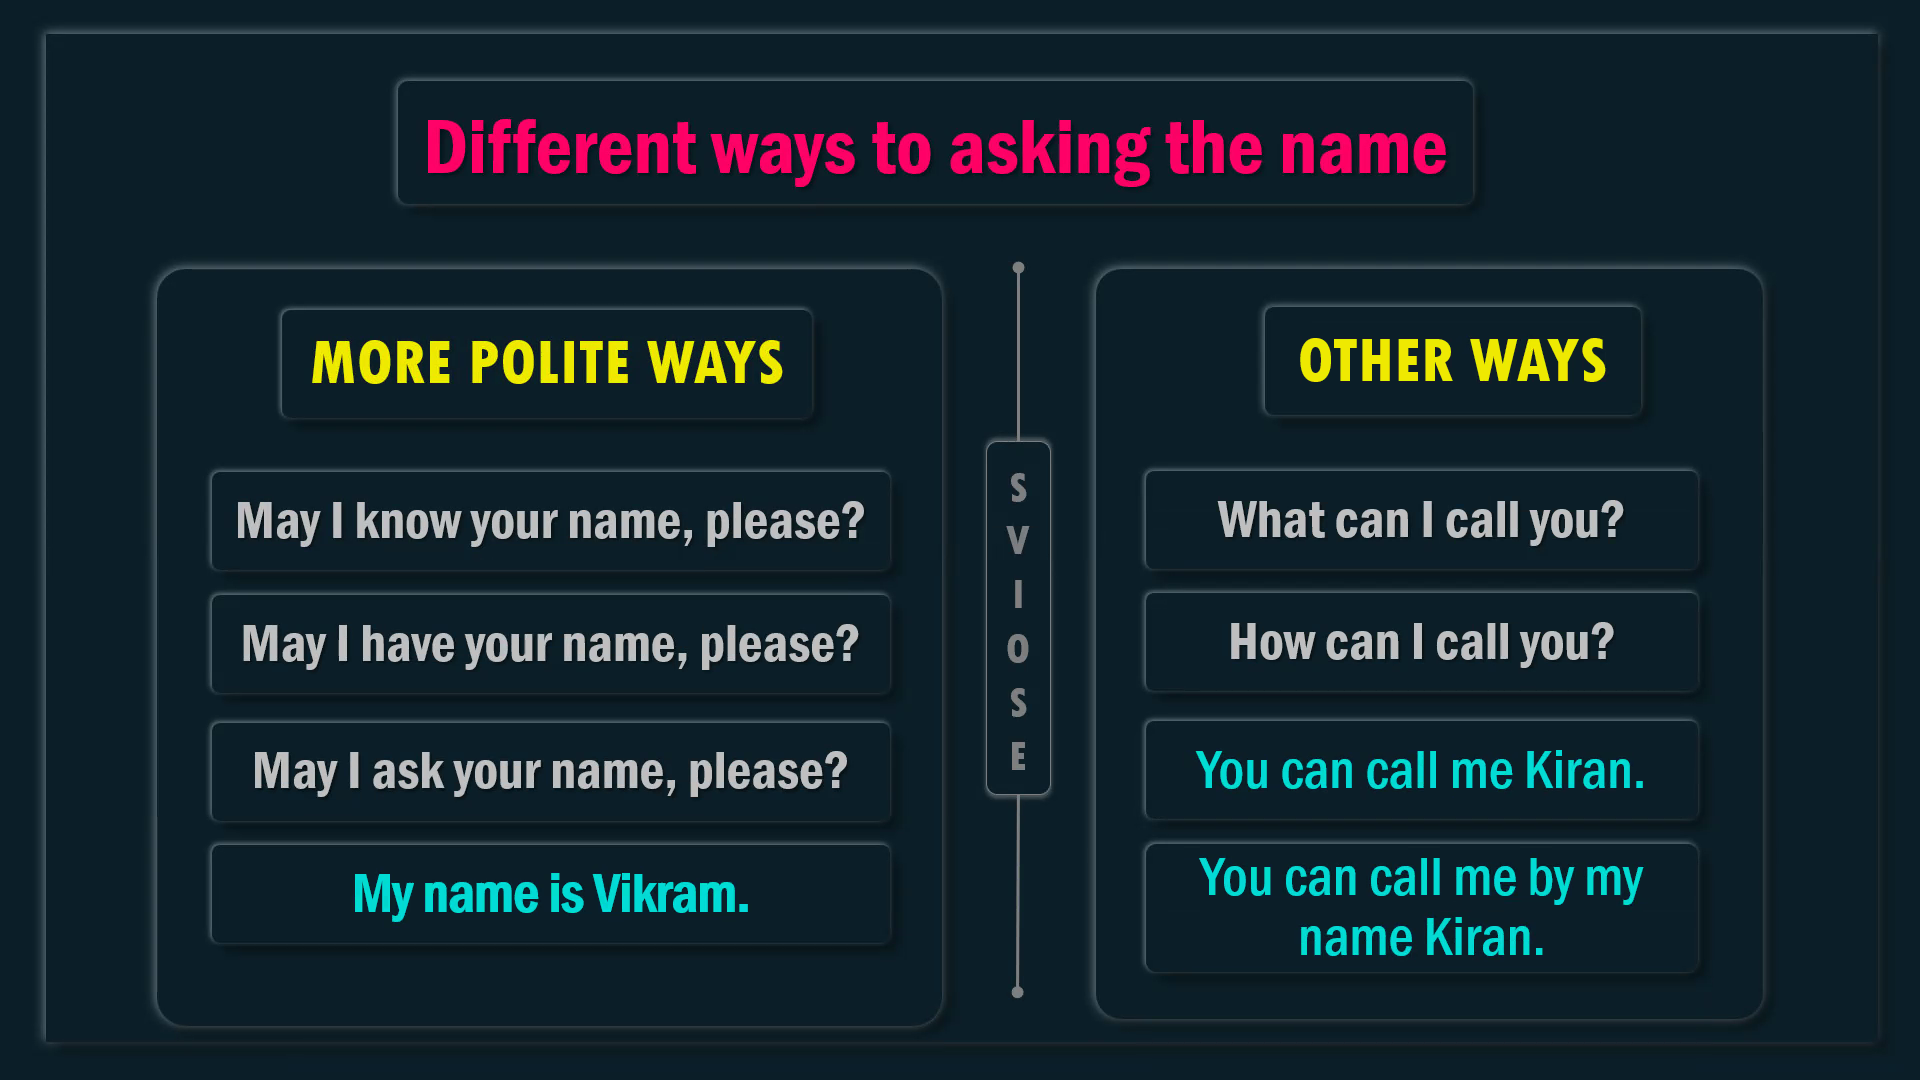 Different ways to asking the name
MORE POLITE WAYS
May I know your name, please?
May I have your name, please?
May I ask your name, please?
My name is Vikram.
S
V
I
O
S
E
OTHER WAYS
What can I call you?
How can I call you?
You can call me Kiran.
You can call me by my
name Kiran.